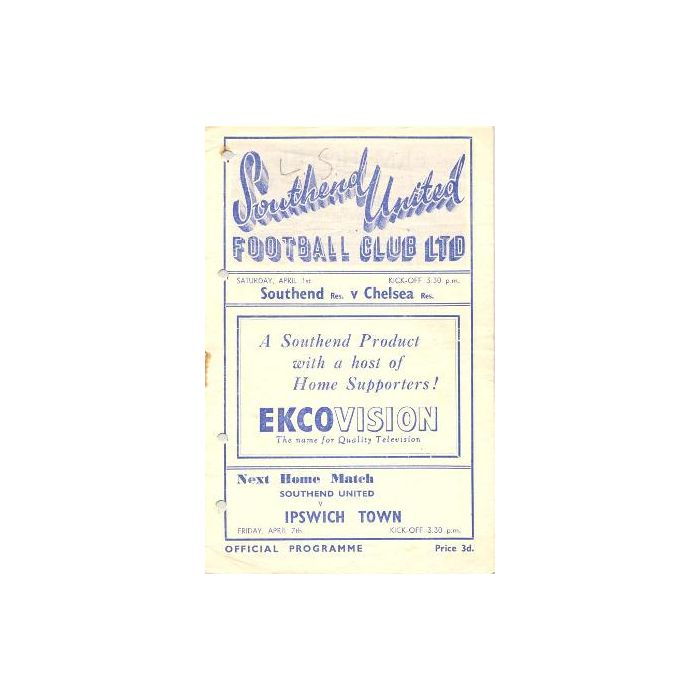 L. S.
Southend United
FOOTBALL CLUB LTD
SATURDAY, APRIL 1st KICK-OFF 3:30 p.m.
Southend Res. v Chelsea Res.
A Southend Product
with a host of
Home Supporters!
EKCOVISION
The name for Quality Television
Next Home Match
SOUTHEND UNITED
v
IPSWICH TOWN
FRIDAY, APRIL 7th KICK-OFF 3.30 p.m.
OFFICIAL PROGRAMME Price 3d.